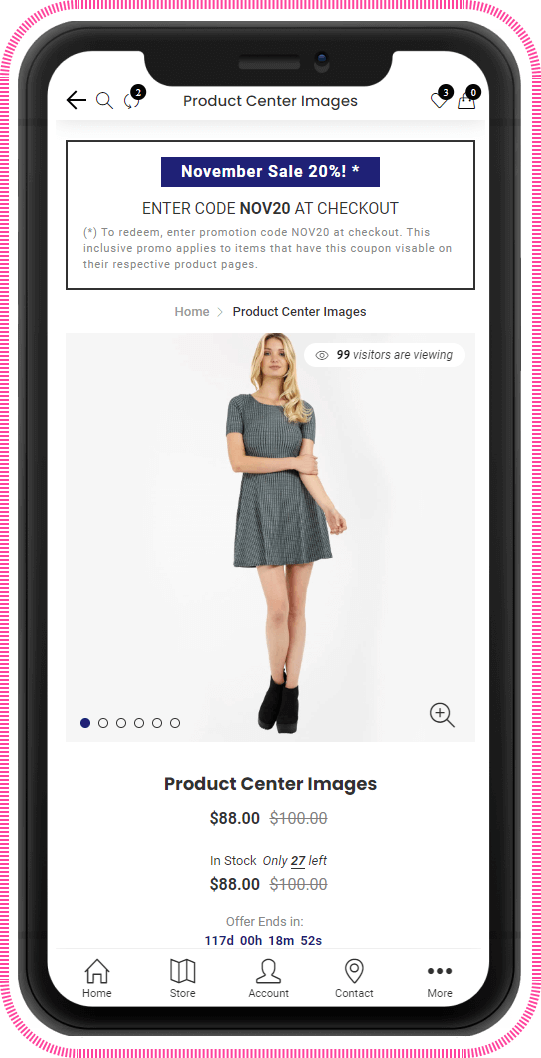 2
Product Center Images
3
0
November Sale 20%! *
ENTER CODE NOV20 AT CHECKOUT
(*) To redeem, enter promotion code NOV20 at checkout. This
inclusive promo applies to items that have this coupon visable on
their respective product pages.
Home > Product Center Images
99 visitors are viewing
Product Center Images
$88.00 $100.00
In Stock Only 27 left
$88.00 $100.00
Offer Ends in:
117d 00h 18m 52s
Home Store Account Contact More